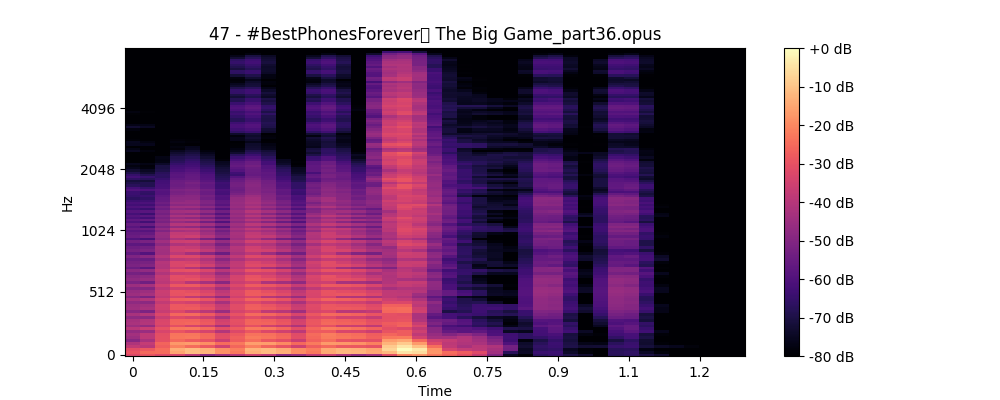 47 - #BestPhonesForever▯ The Big Game_part36.opus
Hz
4096
2048
1024
512
0
0
0.15
0.3
0.45
0.6
0.75
0.9
1.1
1.2
Time
+0 dB
-10 dB
-20 dB
-30 dB
-40 dB
-50 dB
-60 dB
-70 dB
-80 dB